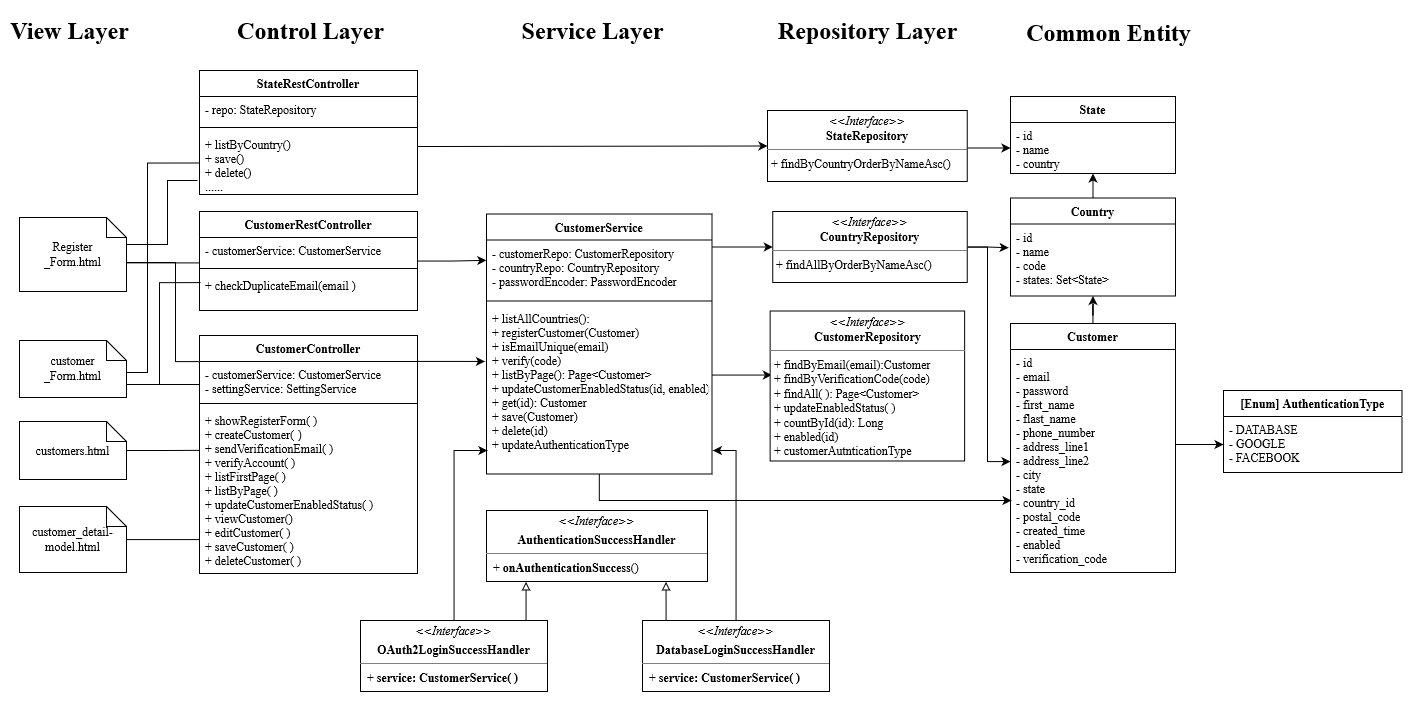 View Layer
Control Layer
Service Layer
Repository Layer
Common Entity
Register
_Form.html
customer
_Form.html
customers.html
customer_detail-
model.html
StateRestController
- repo: StateRepository
+ listByCountry()
+ save()
+ delete()
......
CustomerRestController
- customerService: CustomerService
+ checkDuplicateEmail(email )
CustomerController
- customerService: CustomerService
- settingService: SettingService
+ showRegisterForm( )
+ createCustomer( )
+ sendVerificationEmail( )
+ verifyAccount( )
+ listFirstPage( )
+ listByPage( )
+ updateCustomerEnabledStatus( )
+ viewCustomer()
+ editCustomer( )
+ saveCustomer( )
+ deleteCustomer( )
CustomerService
- customerRepo: CustomerRepository
- countryRepo: CountryRepository
- passwordEncoder: PasswordEncoder
+ listAllCountries():
+ registerCustomer(Customer)
+ isEmailUnique(email)
+ verify(code)
+ listByPage(): Page<Customer>
+ updateCustomerEnabledStatus(id, enabled)
+ get(id): Customer
+ save(Customer)
+ delete(id)
+ updateAuthenticationType
<<Interface>>
AuthenticationSuccessHandler
+ onAuthenticationSuccess()
<<Interface>>
OAuth2LoginSuccessHandler
+ service: CustomerService( )
<<Interface>>
DatabaseLoginSuccessHandler
+ service: CustomerService( )
<<Interface>>
StateRepository
+ findByCountryOrderByNameAsc()
<<Interface>>
CountryRepository
+ findAllByOrderByNameAsc()
<<Interface>>
CustomerRepository
+ findByEmail(email):Customer
+ findByVerificationCode(code)
+ findAll( ): Page<Customer>
+ updateEnabledStatus( )
+ countById(id): Long
+ enabled(id)
+ customerAutnticationType
State
- id
- name
- country
Country
- id
- name
- code
- states: Set<State>
Customer
- id
- email
- password
- first_name
- flast_name
- phone_number
- address_line1
- address_line2
- city
- state
- country_id
- postal_code
- created_time
- enabled
- verification_code
[Enum] AuthenticationType
- DATABASE
- GOOGLE
- FACEBOOK